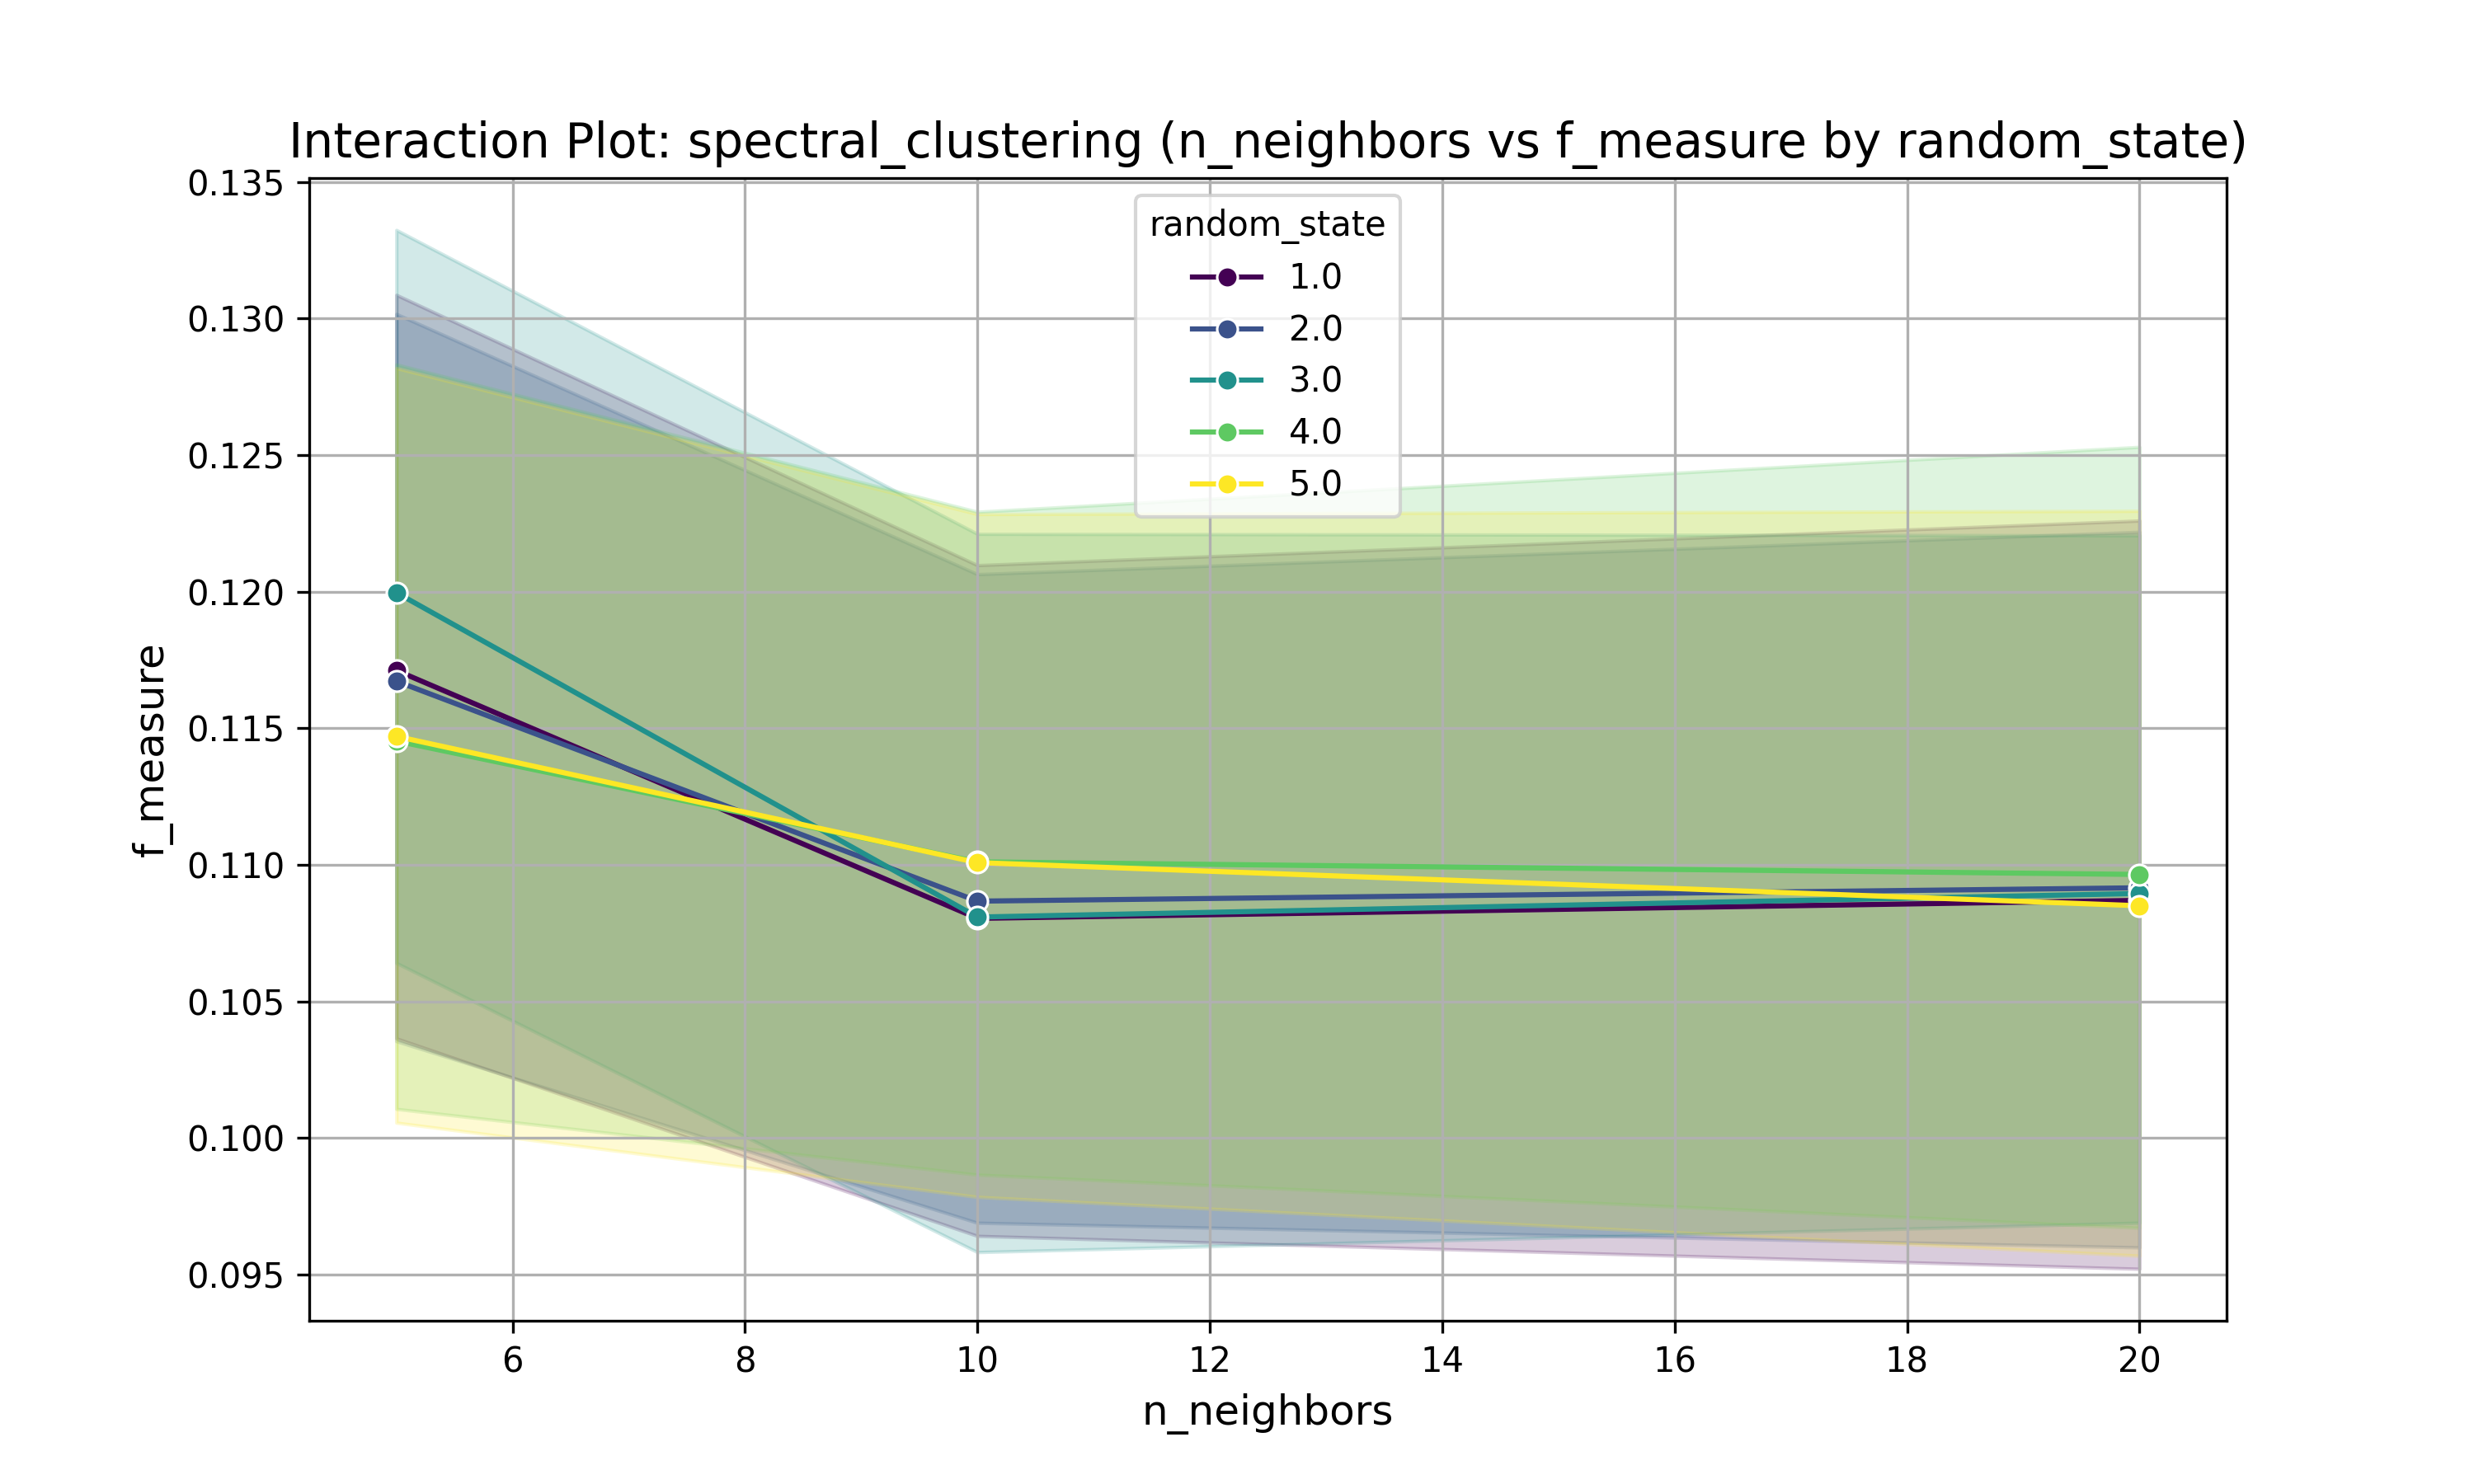 Interaction Plot: spectral_clustering (n_neighbors vs f_measure by random_state)
0.135
0.130
0.125
0.120
0.115
0.110
0.105
0.100
0.095
f_measure
random_state
1.0
2.0
3.0
4.0
5.0
6 8 10 12 14 16 18 20
n_neighbors